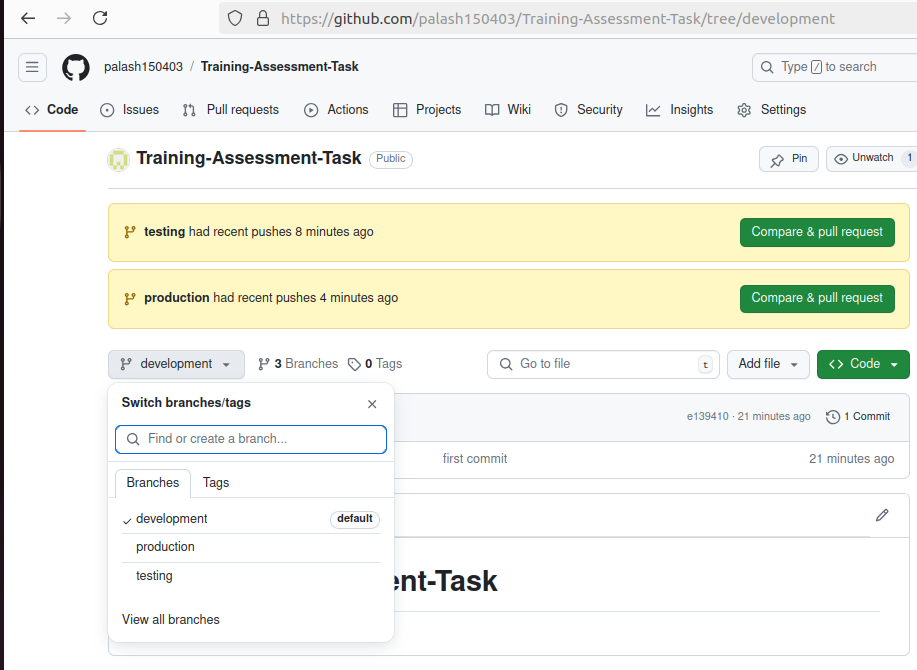 https://github.com/palash150403/Training-Assessment-Task/tree/development
palash150403 / Training-Assessment-Task
Type / to search
Code Issues Pull requests Actions Projects Wiki Security Insights Settings
Training-Assessment-Task Public
Pin Unwatch 1
testing had recent pushes 8 minutes ago
Compare & pull request
production had recent pushes 4 minutes ago
Compare & pull request
development 3 Branches 0 Tags Go to file t Add file Code
Switch branches/tags
Find or create a branch...
Branches Tags
development default
production
testing
View all branches
e139410 · 21 minutes ago 1 Commit
first commit 21 minutes ago
ent-Task